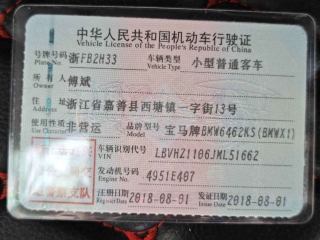 中华人民共和国机动车行驶证
Vehicle License of the People's Republic of China
号牌号码 浙FB2H33 车辆类型 小型普通客车
Plate No. Vehicle Type
所有人 傅斌
Owner
住址 浙江省嘉善县西塘镇一字街13号
Address
使用性质 非营运 品牌型号 宝马牌BMW6462KS(BMWX1)
Use Character Model
车辆识别代号 LBVHZ1106JML51662
VIN
发动机号码 4951E407
Engine No.
注册日期 2018-08-01 发证日期 2018-08-01
Register Date Issue Date